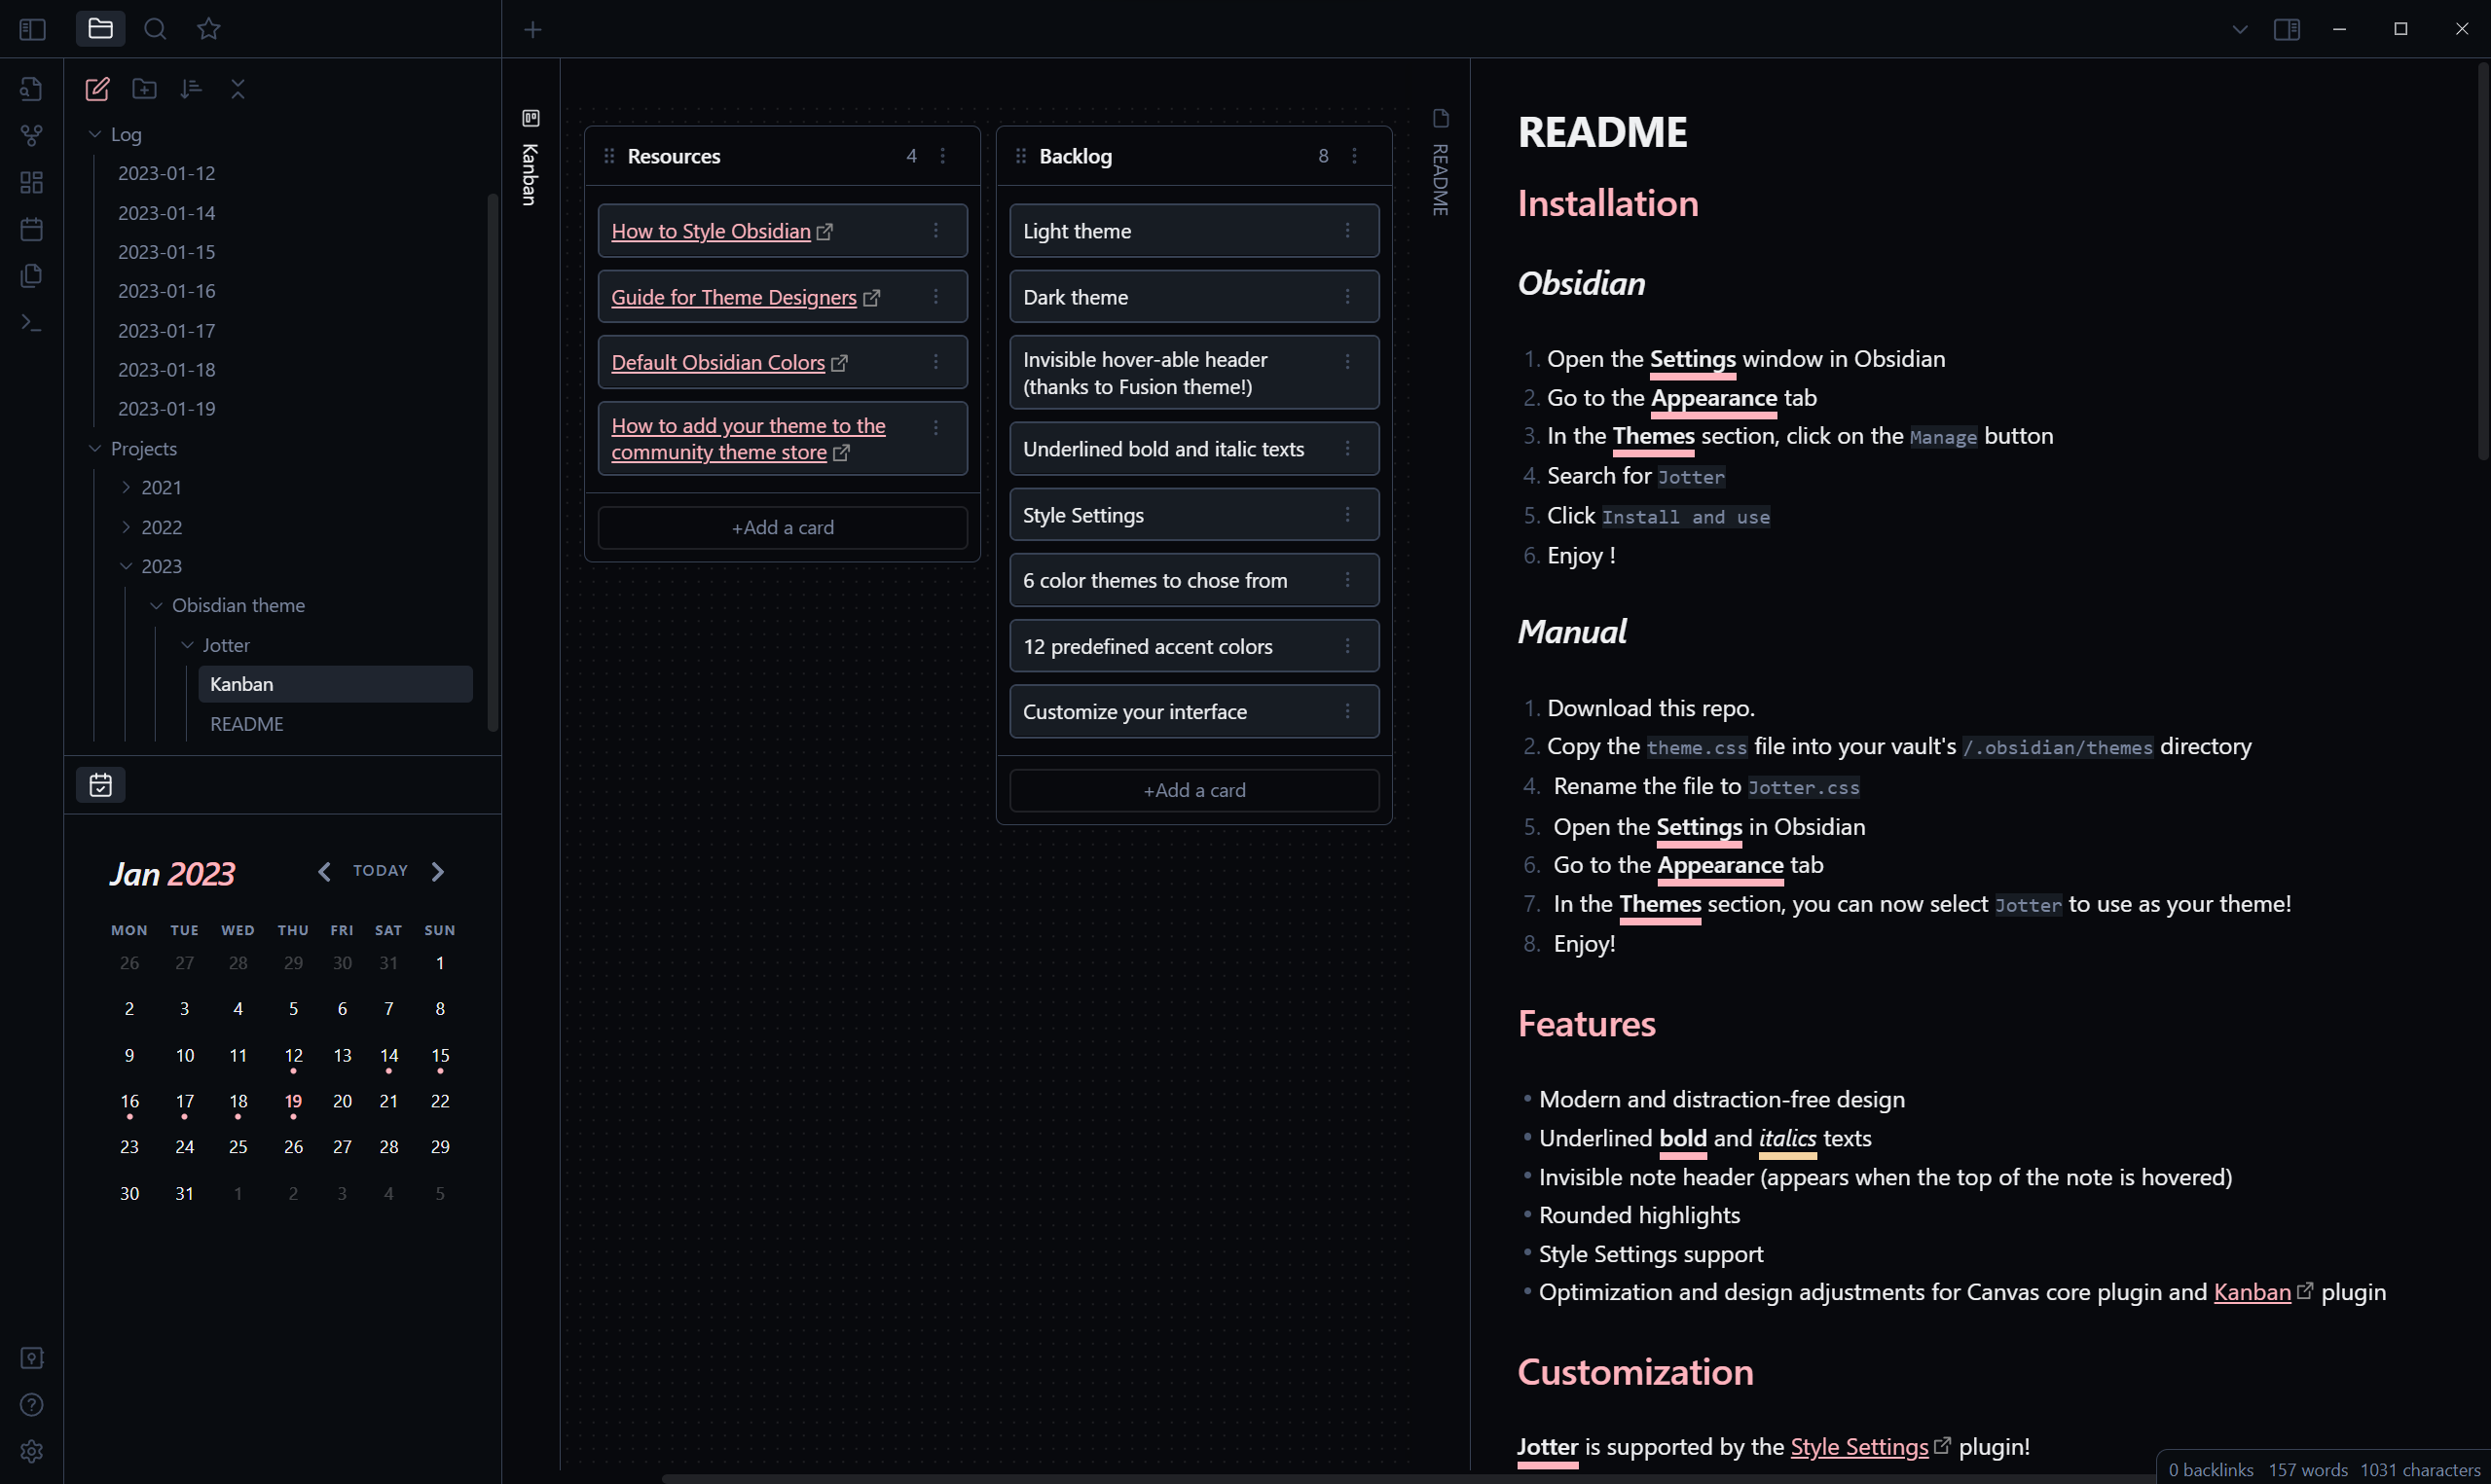 Log
2023-01-12
2023-01-14
2023-01-15
2023-01-16
2023-01-17
2023-01-18
2023-01-19
Projects
2021
2022
2023
Obisdian theme
Jotter
Kanban
README
Jan 2023
TODAY
MON TUE WED THU FRI SAT SUN
26 27 28 29 30 31 1
2 3 4 5 6 7 8
9 10 11 12 13 14 15
16 17 18 19 20 21 22
23 24 25 26 27 28 29
30 31 1 2 3 4 5
Kanban
Resources 4
How to Style Obsidian
Guide for Theme Designers
Default Obsidian Colors
How to add your theme to the
community theme store
+Add a card
Backlog 8
Light theme
Dark theme
Invisible hover-able header
(thanks to Fusion theme!)
Underlined bold and italic texts
Style Settings
6 color themes to chose from
12 predefined accent colors
Customize your interface
+Add a card
README
README
Installation
Obsidian
1. Open the Settings window in Obsidian
2. Go to the Appearance tab
3. In the Themes section, click on the Manage button
4. Search for Jotter
5. Click Install and use
6. Enjoy !
Manual
1. Download this repo.
2. Copy the theme.css file into your vault's /.obsidian/themes directory
4. Rename the file to Jotter.css
5. Open the Settings in Obsidian
6. Go to the Appearance tab
7. In the Themes section, you can now select Jotter to use as your theme!
8. Enjoy!
Features
• Modern and distraction-free design
• Underlined bold and italics texts
• Invisible note header (appears when the top of the note is hovered)
• Rounded highlights
• Style Settings support
• Optimization and design adjustments for Canvas core plugin and Kanban plugin
Customization
Jotter is supported by the Style Settings plugin!
0 backlinks 157 words 1031 characters